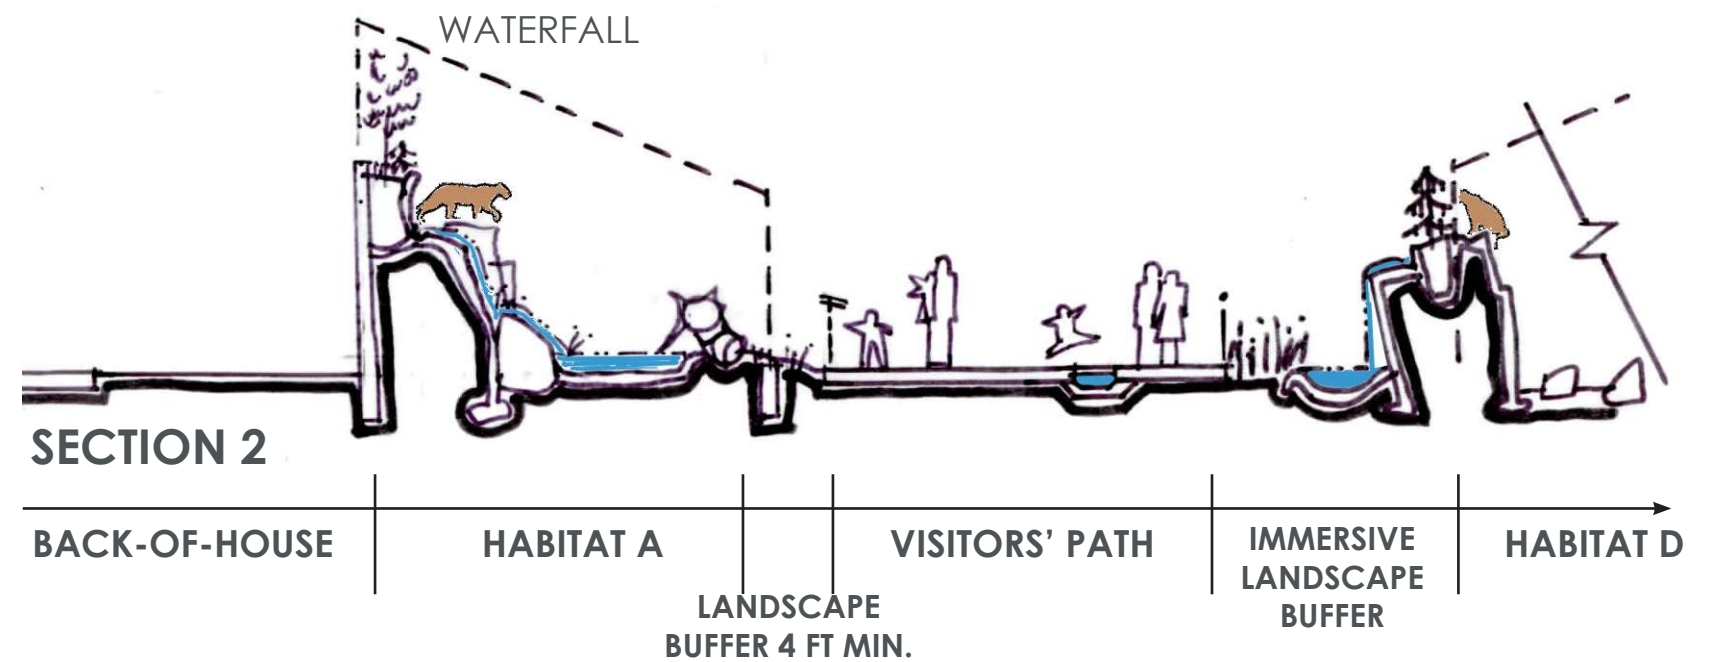 WATERFALL
SECTION 2
BACK-OF-HOUSE
HABITAT A
LANDSCAPE
BUFFER 4 FT MIN.
VISITORS’ PATH
IMMERSIVE
LANDSCAPE
BUFFER
HABITAT D